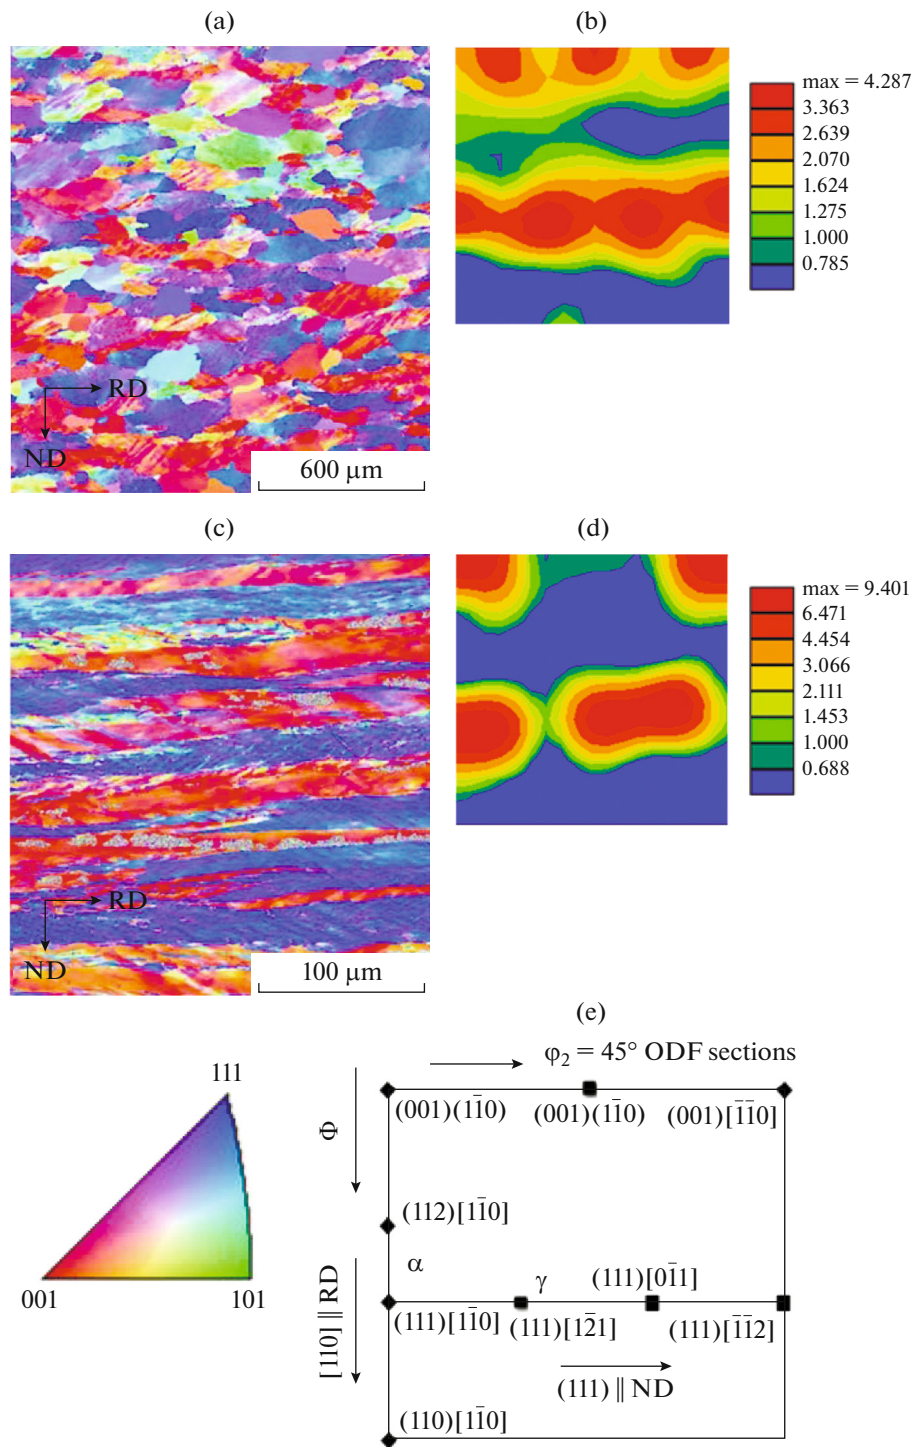 (a)
(b)
max = 4.287
3.363
2.639
2.070
1.624
1.275
1.000
0.785
RD
ND
600 μm
(c)
(d)
max = 9.401
6.471
4.454
3.066
2.111
1.453
1.000
0.688
RD
ND
100 μm
(e)
φ₂ = 45° ODF sections
111
001
101
Φ
[110] || RD
(001)(11̄0)
(001)(11̄0)
(001)[1̄1̄0]
(112)[11̄0]
α
γ
(111)[01̄1]
(111)[11̄0]
(111)[12̄1]
(111)[1̄1̄2]
(111) || ND
(110)[11̄0]